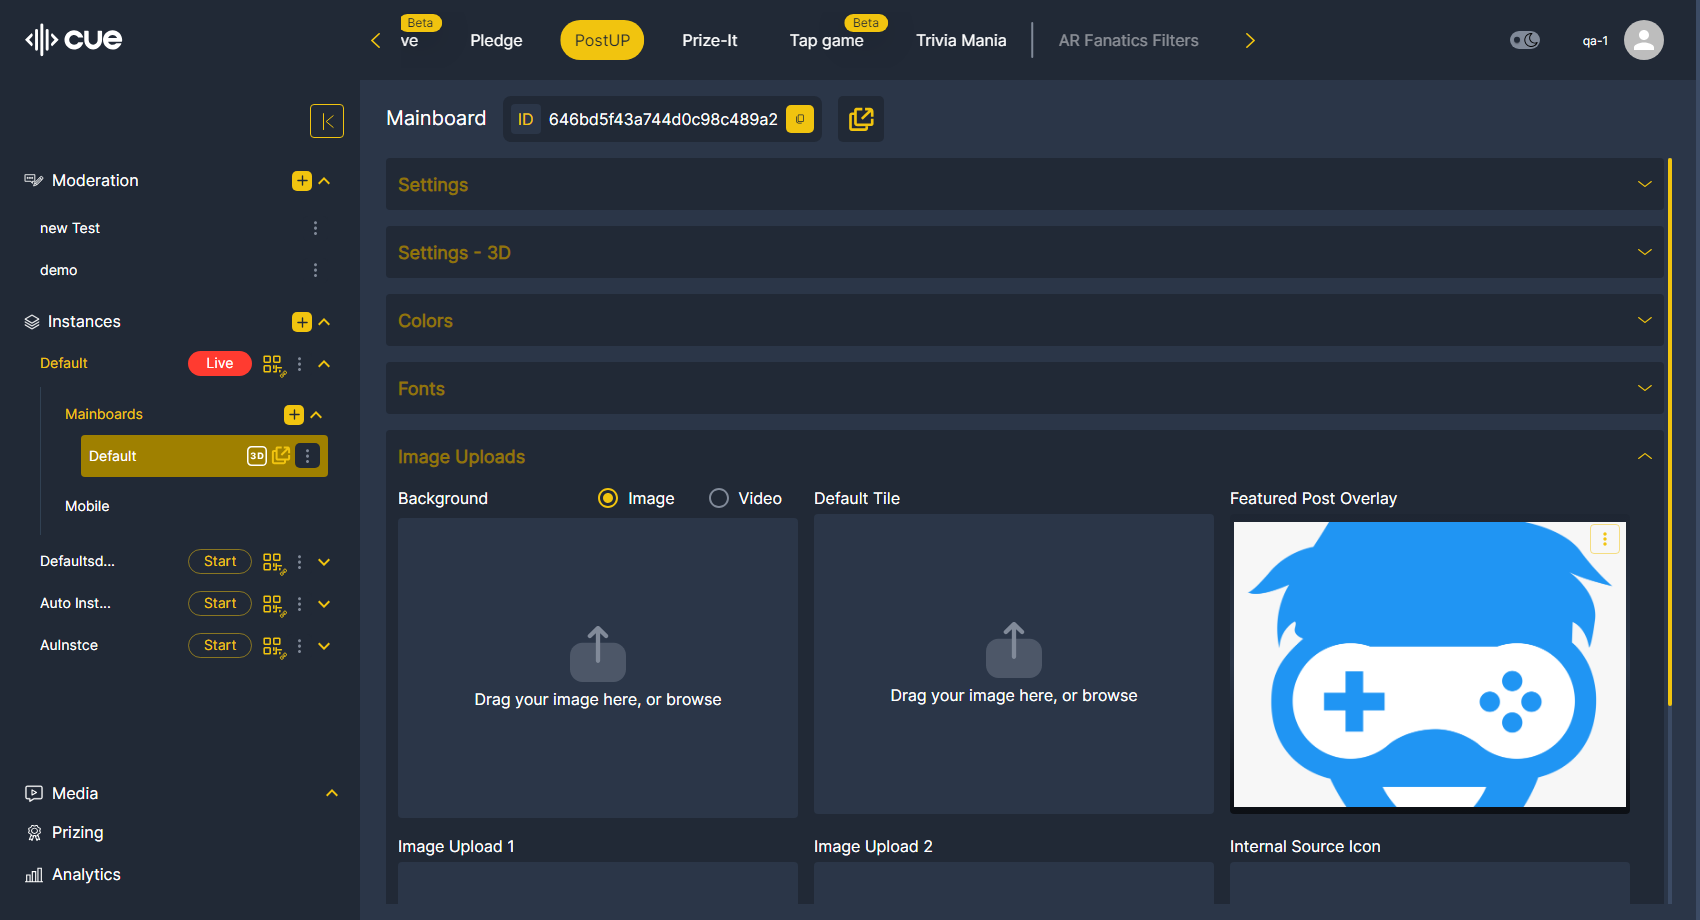 cue
Beta
ve
Pledge
PostUP
Prize-It
Beta
Tap game
Trivia Mania
AR Fanatics Filters
qa-1
Mainboard
ID
646bd5f43a744d0c98c489a2
Moderation
new Test
demo
Instances
Default
Live
Mainboards
Default
3D
Mobile
Defaultsd...
Start
Auto Inst...
Start
AuInstce
Start
Media
Prizing
Analytics
Settings
Settings - 3D
Colors
Fonts
Image Uploads
Background
Image
Video
Default Tile
Featured Post Overlay
Drag your image here, or browse
Drag your image here, or browse
Image Upload 1
Image Upload 2
Internal Source Icon